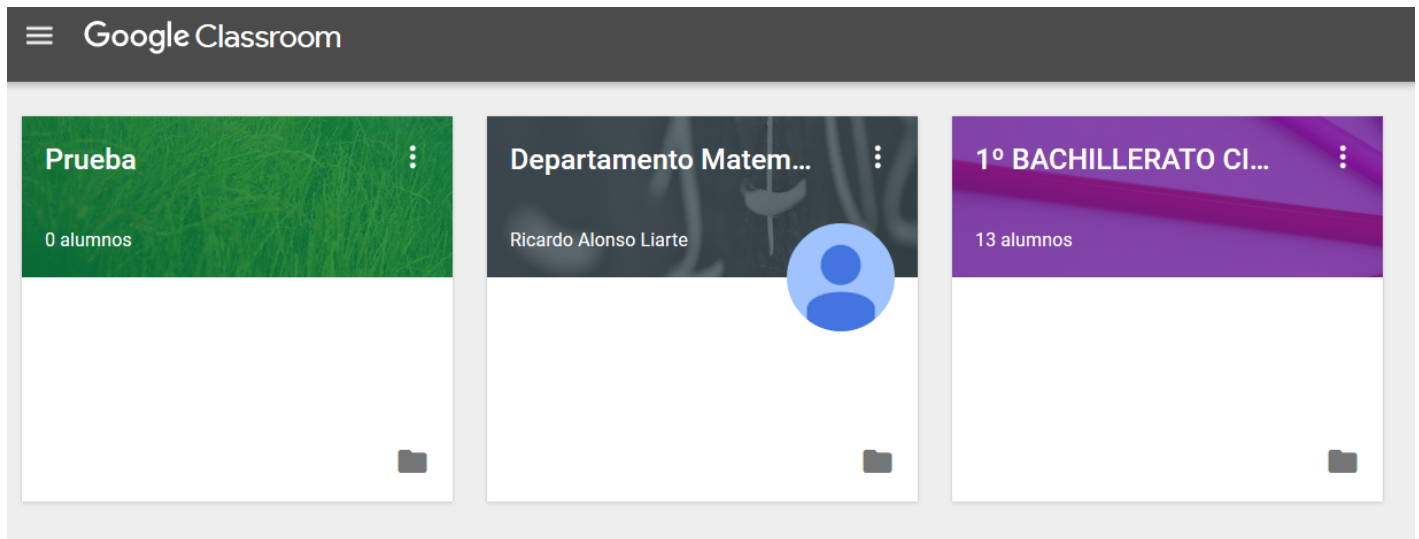 Google Classroom
Prueba
0 alumnos
Departamento Matem...
Ricardo Alonso Liarte
1º BACHILLERATO CI...
13 alumnos